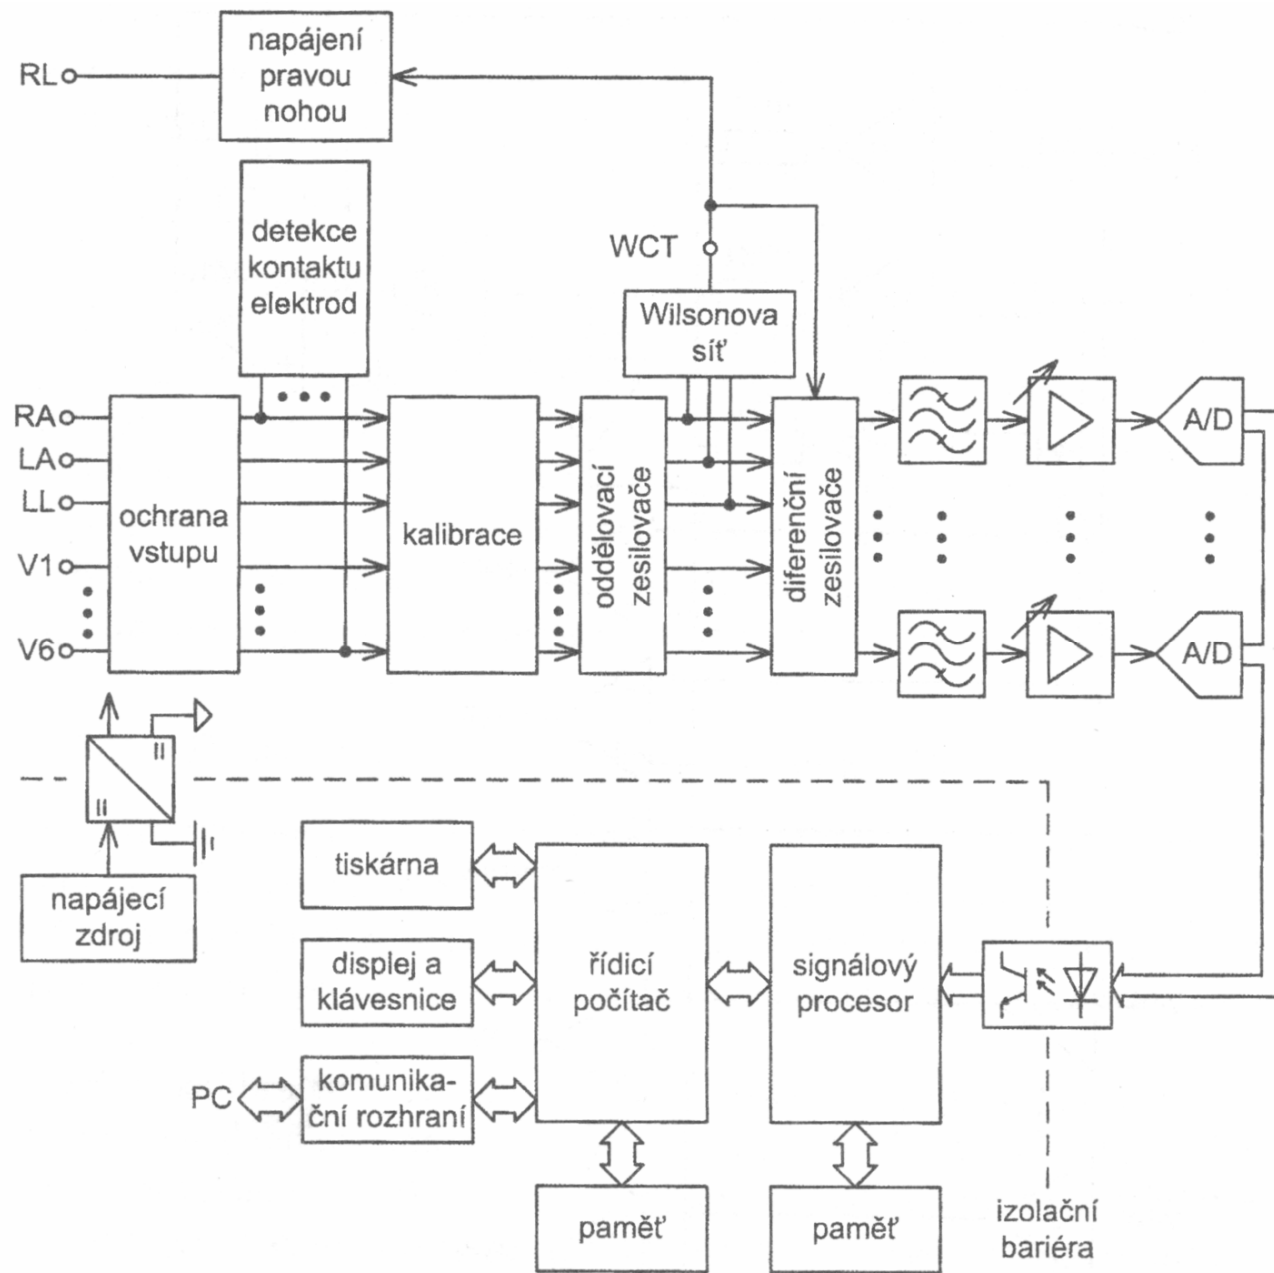 napájení
pravou
nohou
RL
detekce
kontaktu
elektrod
WCT
Wilsonova
síť
RA
LA
LL
V1
V6
ochrana
vstupu
kalibrace
oddělovací
zesilovače
diferenční
zesilovače
A/D
A/D
napájecí
zdroj
tiskárna
displej a
klávesnice
PC
komunika-
ční rozhraní
řídicí
počítač
signálový
procesor
paměť
paměť
izolační
bariéra